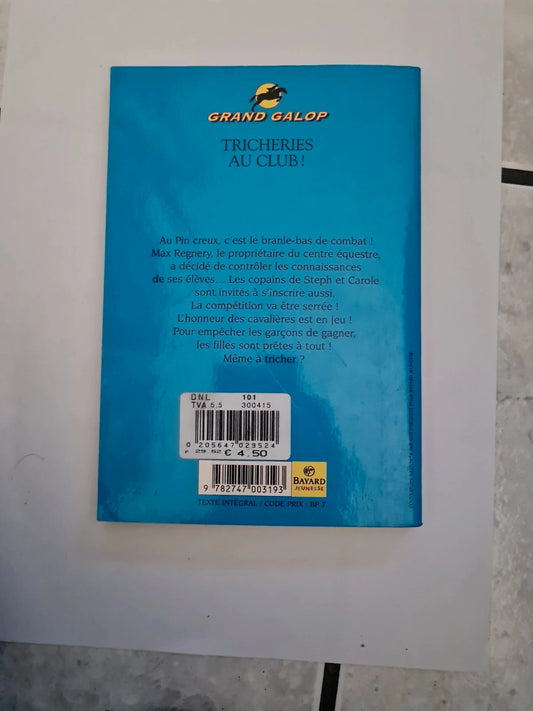 GRAND GALOP
TRICHERIES
AU CLUB !
Au Pin creux, c'est le branle-bas de combat !
Max Regnery, le propriétaire du centre équestre,
a décidé de contrôler les connaissances
de ses élèves... Les copains de Steph et Carole
sont invités à s'inscrire aussi.
La compétition va être serrée !
L'honneur des cavalières est en jeu !
Pour empêcher les garçons de gagner,
les filles sont prêtes à tout !
Même à tricher ?
D.N.L 101
TVA 5,5 300415
0 205647 029524
F 29.52 € 4.50
9 782747 003193
BAYARD
JEUNESSE
TEXTE INTÉGRAL / CODE PRIX : BP 7